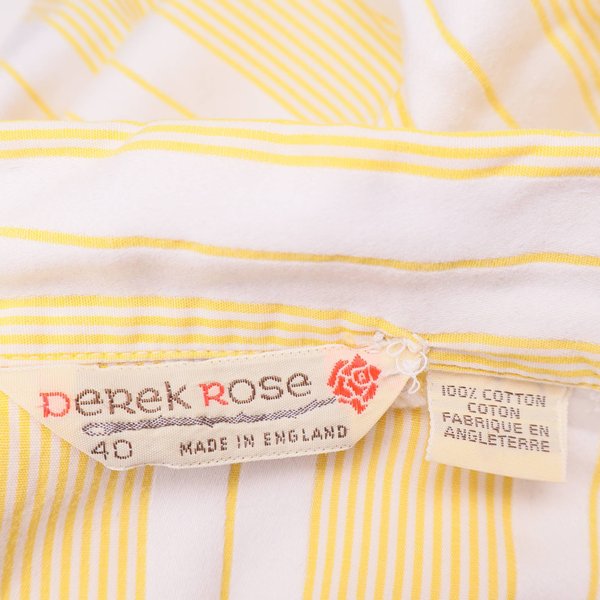 DEREK ROSE
40 MADE IN ENGLAND
100% COTTON
COTON
FABRIQUE EN
ANGLETERRE